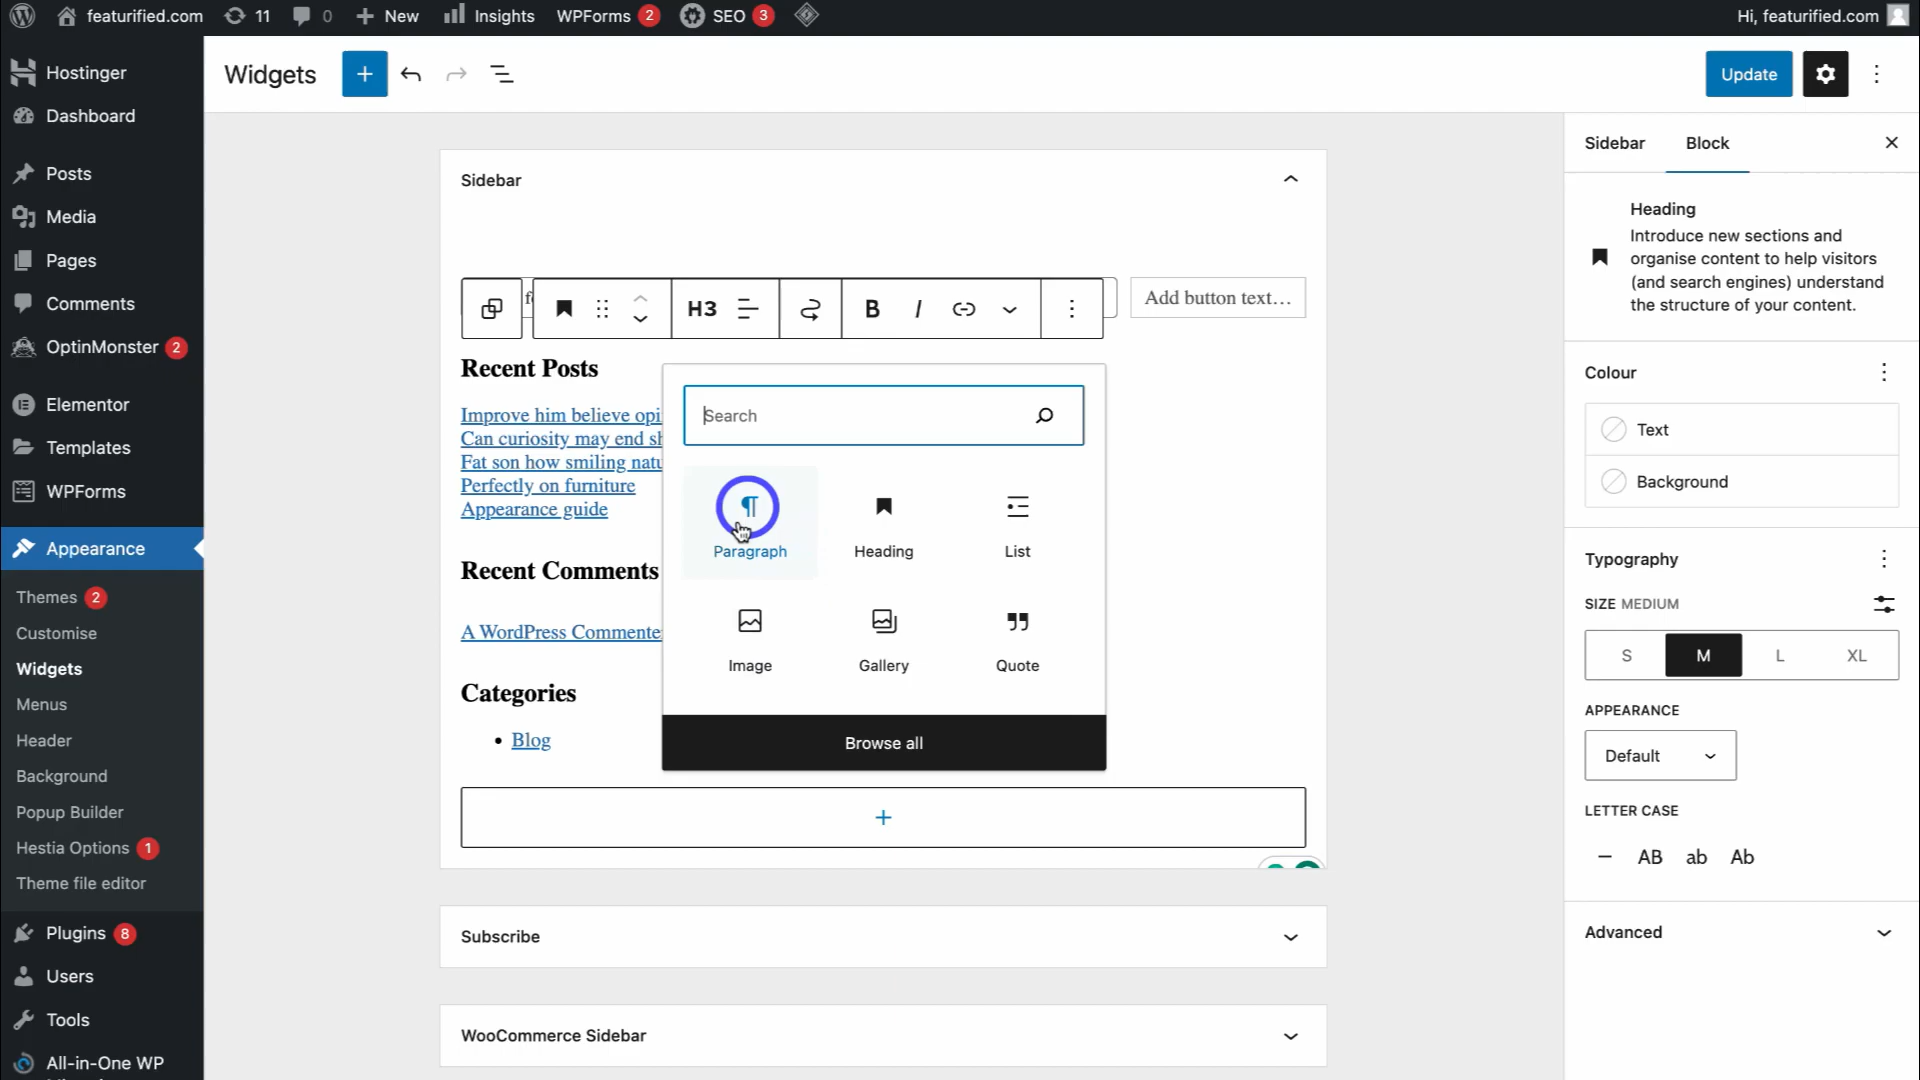 featurified.com 11 0 New Insights WPForms 2 SEO 3 Hi, featurified.com
Hostinger
Dashboard
Posts
Media
Pages
Comments
OptinMonster 2
Elementor
Templates
WPForms
Appearance
Themes 2
Customise
Widgets
Menus
Header
Background
Popup Builder
Hestia Options 1
Theme file editor
Plugins 8
Users
Tools
All-in-One WP
Widgets
Update
Sidebar
H3 B I
Add button text...
Recent Posts
Improve him believe opi
Can curiosity may end sh
Fat son how smiling natu
Perfectly on furniture
Appearance guide
Recent Comments
A WordPress Commente
Categories
Blog
Search
Paragraph Heading List
Image Gallery Quote
Browse all
Subscribe
WooCommerce Sidebar
Sidebar Block
Heading
Introduce new sections and
organise content to help visitors
(and search engines) understand
the structure of your content.
Colour
Text
Background
Typography
SIZE MEDIUM
S M L XL
APPEARANCE
Default
LETTER CASE
AB ab Ab
Advanced